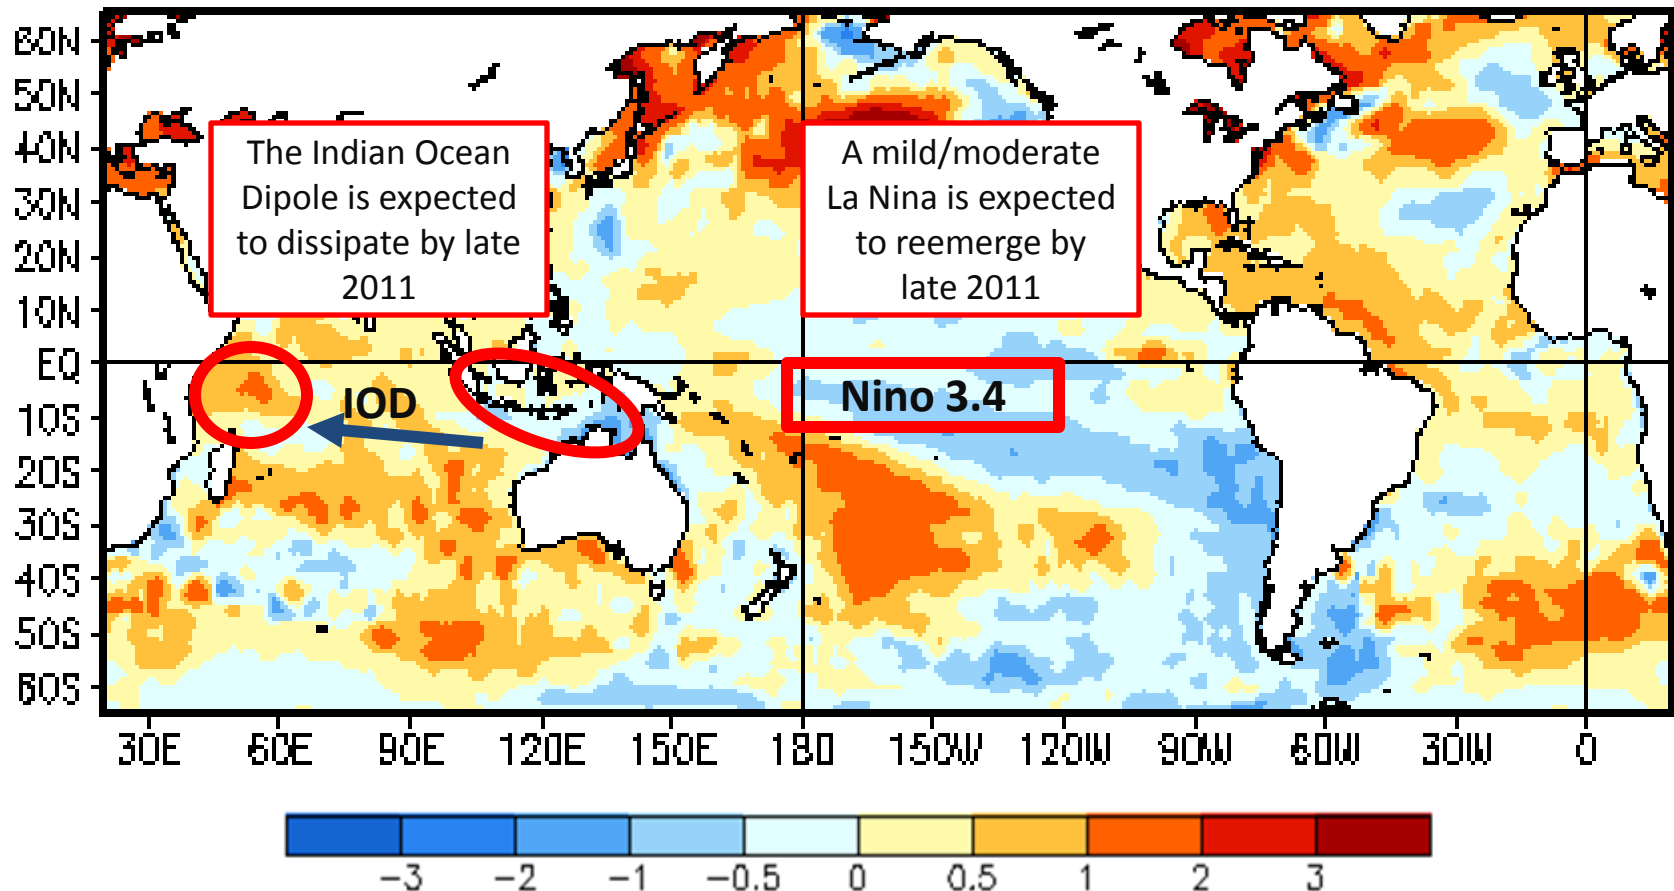 60N
50N
40N
30N
20N
10N
EQ
10S
20S
30S
40S
50S
60S
The Indian Ocean
Dipole is expected
to dissipate by late
2011
A mild/moderate
La Nina is expected
to reemerge by
late 2011
IOD
Nino 3.4
30E 60E 90E 120E 150E 180 150W 120W 90W 60W 30W 0
−3 −2 −1 −0.5 0 0.5 1 2 3